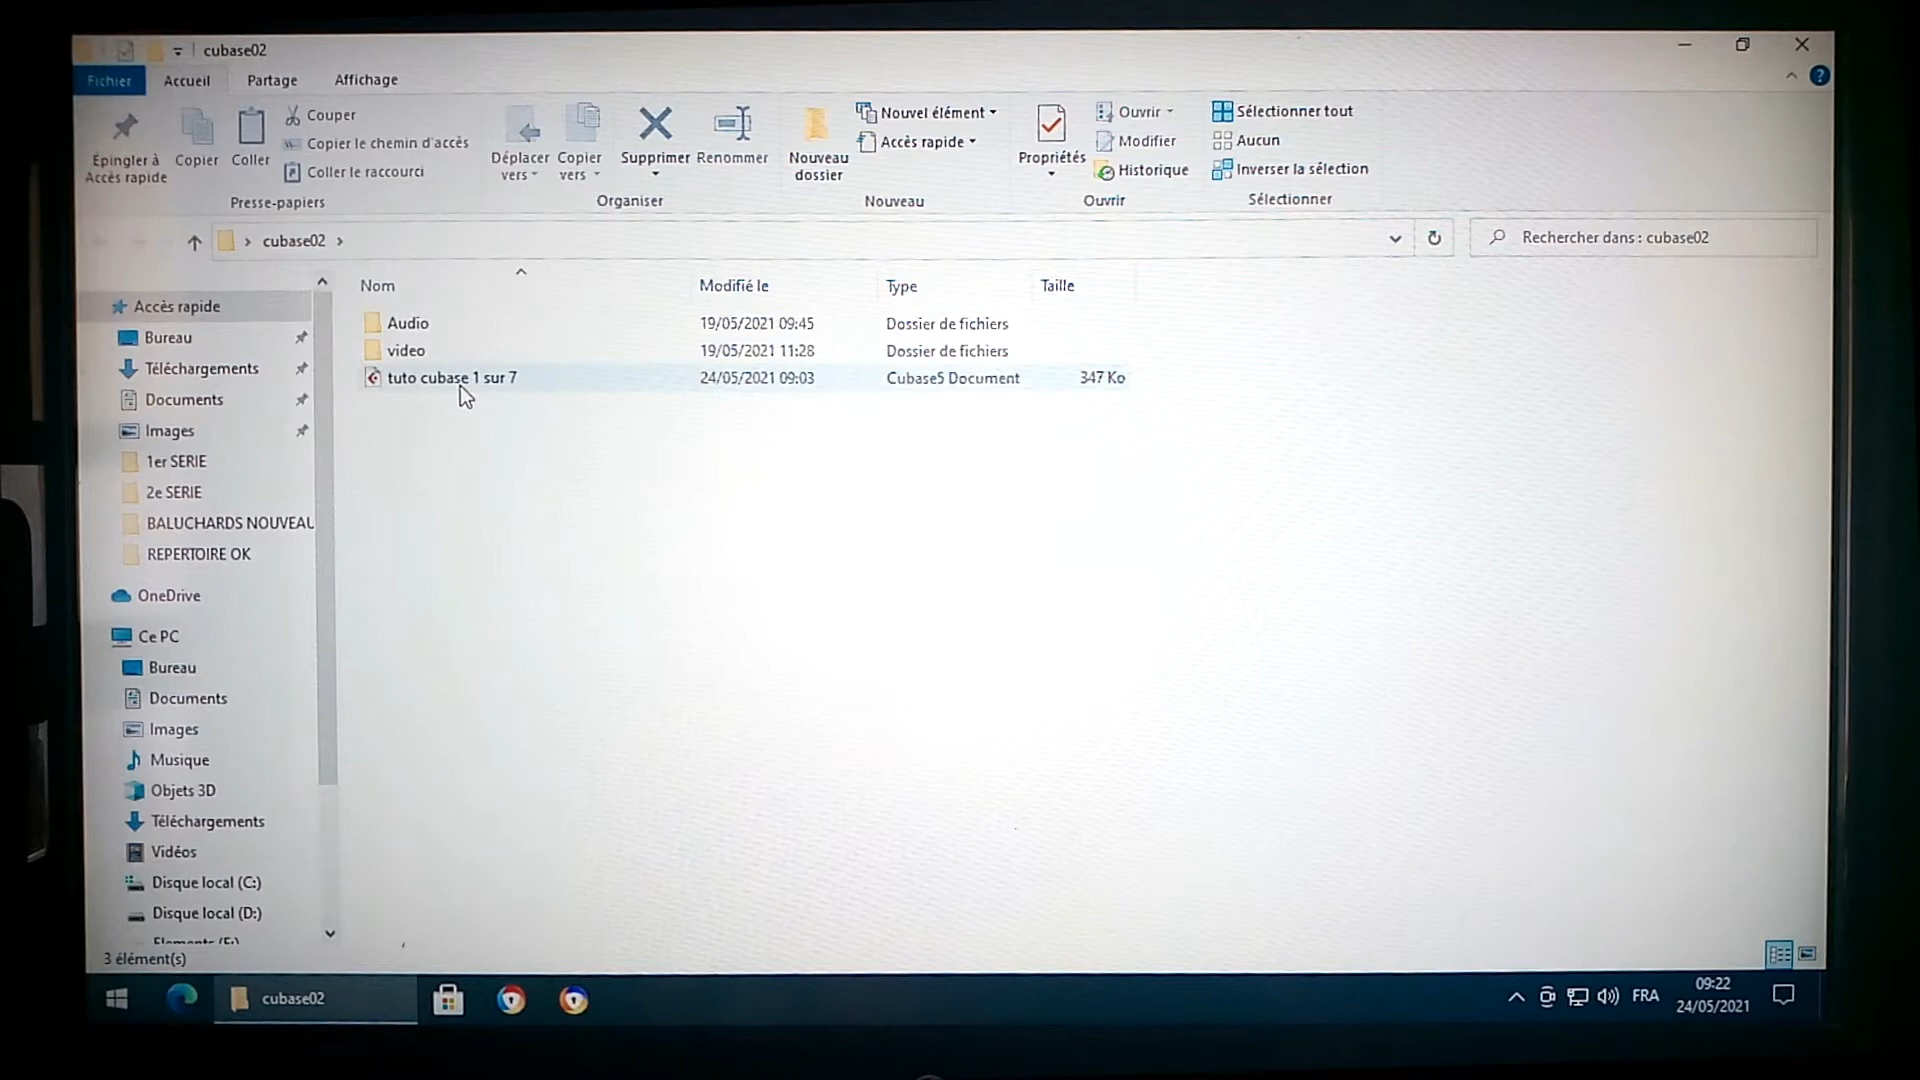 cubase02
Fichier
Accueil
Partage
Affichage
Épingler à
Accès rapide
Copier
Coller
Couper
Copier le chemin d'accès
Coller le raccourci
Presse-papiers
Déplacer
vers
Copier
vers
Supprimer
Renommer
Organiser
Nouveau
dossier
Nouvel élément
Accès rapide
Nouveau
Propriétés
Ouvrir
Modifier
Historique
Ouvrir
Sélectionner tout
Aucun
Inverser la sélection
Sélectionner
cubase02
Rechercher dans : cubase02
Nom Modifié le Type Taille
Audio 19/05/2021 09:45 Dossier de fichiers
video 19/05/2021 11:28 Dossier de fichiers
tuto cubase 1 sur 7 24/05/2021 09:03 Cubase5 Document 347 Ko
Accès rapide
Bureau
Téléchargements
Documents
Images
1er SERIE
2e SERIE
BALUCHARDS NOUVEAU
REPERTOIRE OK
OneDrive
Ce PC
Bureau
Documents
Images
Musique
Objets 3D
Téléchargements
Vidéos
Disque local (C:)
Disque local (D:)
3 élément(s)
cubase02
FRA
09:22
24/05/2021